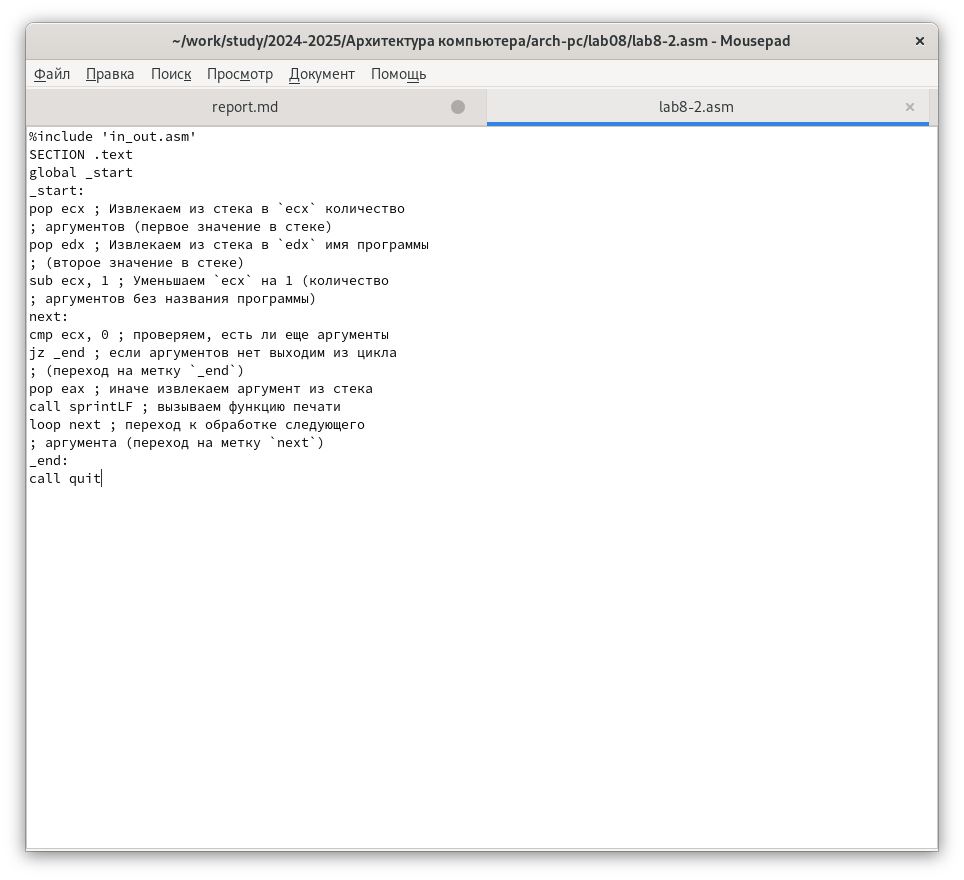 ~/work/study/2024-2025/Архитектура компьютера/arch-pc/lab08/lab8-2.asm - Mousepad
Файл Правка Поиск Просмотр Документ Помощь
report.md lab8-2.asm
%include 'in_out.asm'
SECTION .text
global _start
_start:
pop ecx ; Извлекаем из стека в `ecx` количество
; аргументов (первое значение в стеке)
pop edx ; Извлекаем из стека в `edx` имя программы
; (второе значение в стеке)
sub ecx, 1 ; Уменьшаем `ecx` на 1 (количество
; аргументов без названия программы)
next:
cmp ecx, 0 ; проверяем, есть ли еще аргументы
jz _end ; если аргументов нет выходим из цикла
; (переход на метку `_end`)
pop eax ; иначе извлекаем аргумент из стека
call sprintLF ; вызываем функцию печати
loop next ; переход к обработке следующего
; аргумента (переход на метку `next`)
_end:
call quit